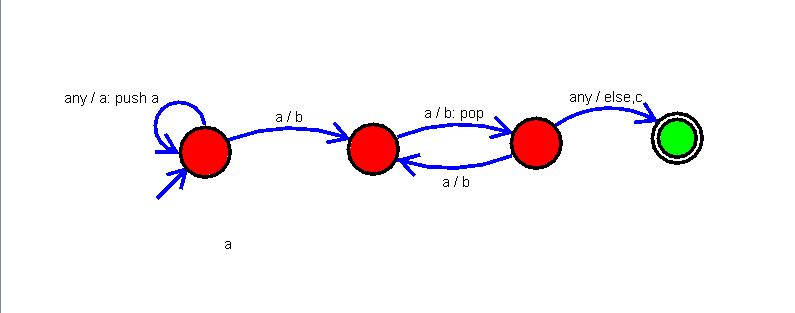 any / a: push a
a / b
a / b: pop
any / else,c
a / b
a